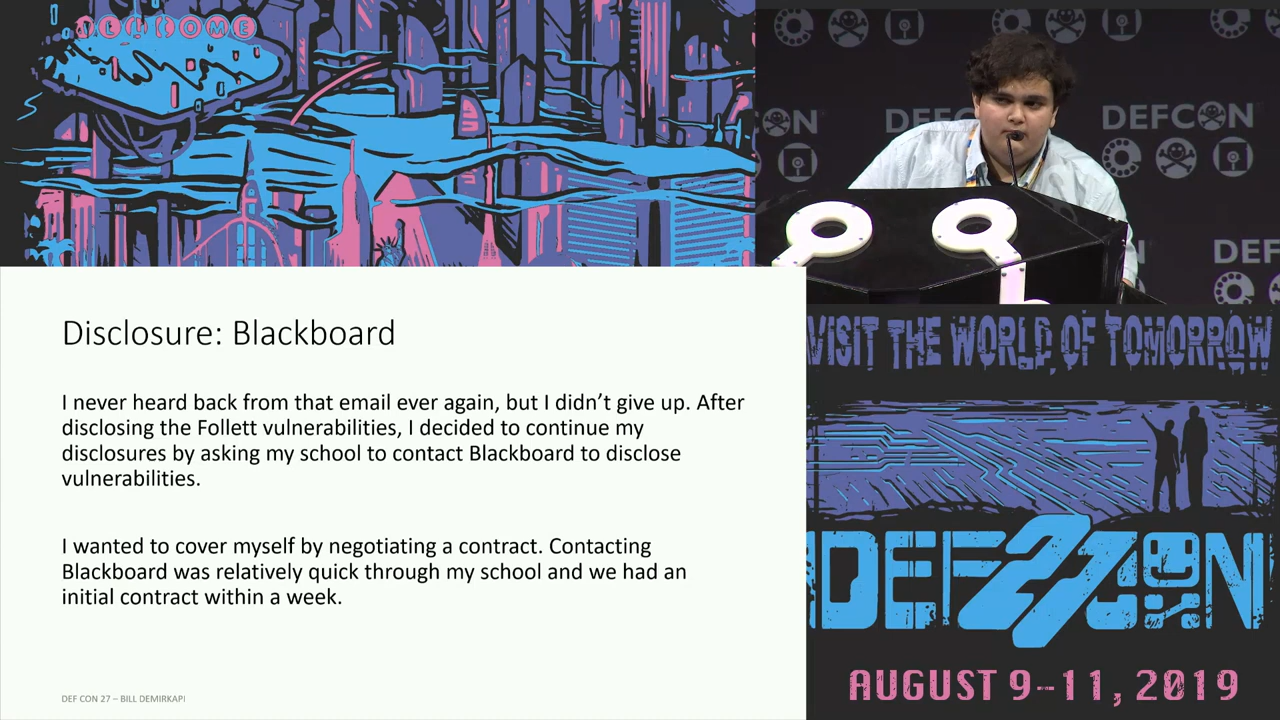 WELCOME
DEFCON
DEFCON
DEF
VISIT THE WORLD OF TOMORROW
Disclosure: Blackboard
I never heard back from that email ever again, but I didn’t give up. After
disclosing the Follett vulnerabilities, I decided to continue my
disclosures by asking my school to contact Blackboard to disclose
vulnerabilities.
I wanted to cover myself by negotiating a contract. Contacting
Blackboard was relatively quick through my school and we had an
initial contract within a week.
DEF CON 27 – BILL DEMIRKAPI
DEF27CON
AUGUST 9–11, 2019